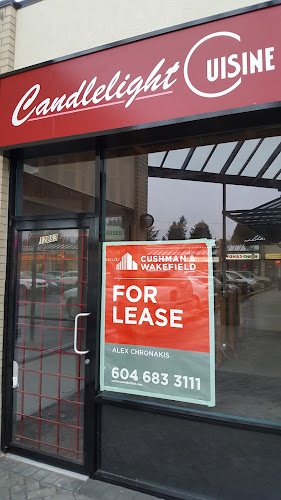 Candlelight CUISINE
CUSHMAN &
WAKEFIELD
FOR
LEASE
ALEX CHRONAKIS
604 683 3111